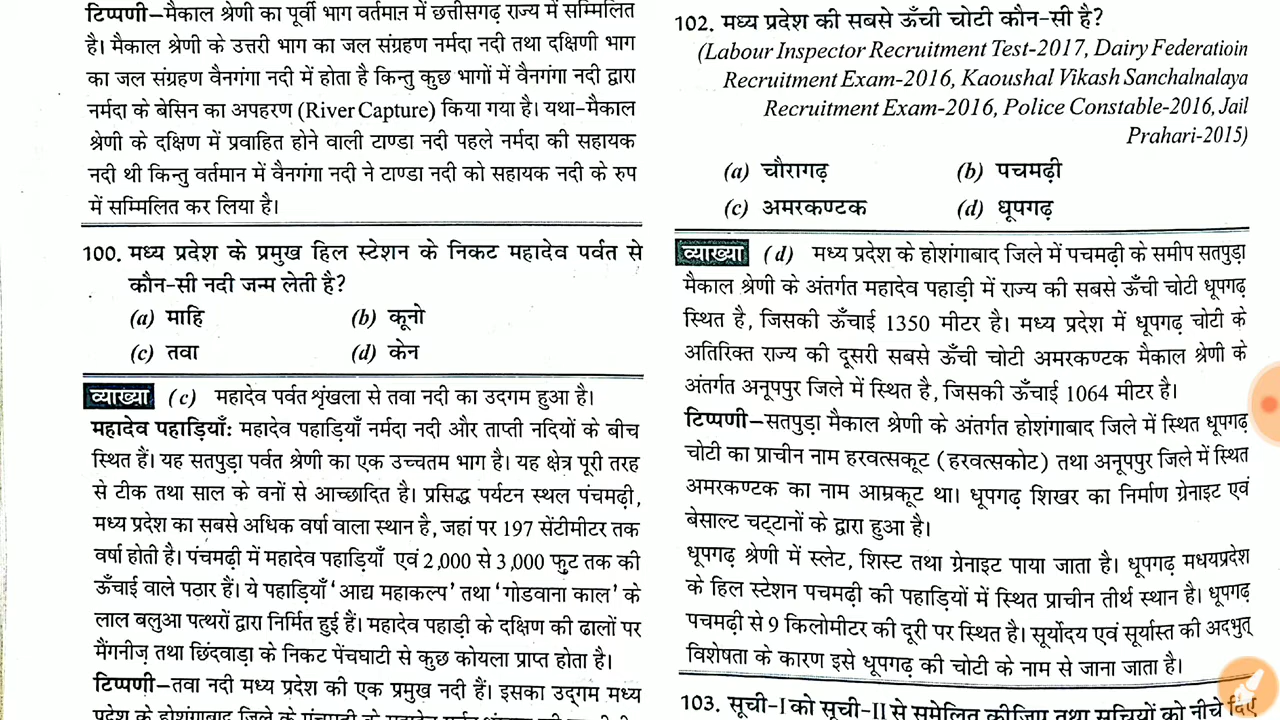 टिप्पणी–मैकाल श्रेणी का पूर्वी भाग वर्तमान में छत्तीसगढ़ राज्य में सम्मिलित
है। मैकाल श्रेणी के उत्तरी भाग का जल संग्रहण नर्मदा नदी तथा दक्षिणी भाग
का जल संग्रहण वैनगंगा नदी में होता है किन्तु कुछ भागों में वैनगंगा नदी द्वारा
नर्मदा के बेसिन का अपहरण (River Capture) किया गया है। यथा–मैकाल
श्रेणी के दक्षिण में प्रवाहित होने वाली टाण्डा नदी पहले नर्मदा की सहायक
नदी थी किन्तु वर्तमान में वैनगंगा नदी ने टाण्डा नदी को सहायक नदी के रुप
में सम्मिलित कर लिया है।
100. मध्य प्रदेश के प्रमुख हिल स्टेशन के निकट महादेव पर्वत से
कौन-सी नदी जन्म लेती है?
(a) माहि (b) कूनो
(c) तवा (d) केन
व्याख्या (c) महादेव पर्वत शृंखला से तवा नदी का उदगम हुआ है।
महादेव पहाड़ियाँ: महादेव पहाड़ियाँ नर्मदा नदी और ताप्ती नदियों के बीच
स्थित हैं। यह सतपुड़ा पर्वत श्रेणी का एक उच्चतम भाग है। यह क्षेत्र पूरी तरह
से टीक तथा साल के वनों से आच्छादित है। प्रसिद्ध पर्यटन स्थल पंचमढ़ी,
मध्य प्रदेश का सबसे अधिक वर्षा वाला स्थान है, जहां पर 197 सेंटीमीटर तक
वर्षा होती है। पंचमढ़ी में महादेव पहाड़ियाँ एवं 2,000 से 3,000 फुट तक की
ऊँचाई वाले पठार हैं। ये पहाड़ियाँ 'आद्य महाकल्प' तथा 'गोडवाना काल' के
लाल बलुआ पत्थरों द्वारा निर्मित हुई हैं। महादेव पहाड़ी के दक्षिण की ढालों पर
मैंगनीज़ तथा छिंदवाड़ा के निकट पेंचघाटी से कुछ कोयला प्राप्त होता है।
टिप्पणी–तवा नदी मध्य प्रदेश की एक प्रमुख नदी हैं। इसका उद्गम मध्य
प्रदेश के होशंगाबाद जिले के पंचमढ़ी
102. मध्य प्रदेश की सबसे ऊँची चोटी कौन-सी है?
(Labour Inspector Recruitment Test-2017, Dairy Federatioin
Recruitment Exam-2016, Kaoushal Vikash Sanchalnalaya
Recruitment Exam-2016, Police Constable-2016, Jail
Prahari-2015)
(a) चौरागढ़ (b) पचमढ़ी
(c) अमरकण्टक (d) धूपगढ़
व्याख्या (d) मध्य प्रदेश के होशंगाबाद जिले में पचमढ़ी के समीप सतपुड़ा
मैकाल श्रेणी के अंतर्गत महादेव पहाड़ी में राज्य की सबसे ऊँची चोटी धूपगढ़
स्थित है, जिसकी ऊँचाई 1350 मीटर है। मध्य प्रदेश में धूपगढ़ चोटी के
अतिरिक्त राज्य की दूसरी सबसे ऊँची चोटी अमरकण्टक मैकाल श्रेणी के
अंतर्गत अनूपपुर जिले में स्थित है, जिसकी ऊँचाई 1064 मीटर है।
टिप्पणी–सतपुड़ा मैकाल श्रेणी के अंतर्गत होशंगाबाद जिले में स्थित धूपगढ़
चोटी का प्राचीन नाम हरवत्सकूट (हरवत्सकोट) तथा अनूपपुर जिले में स्थित
अमरकण्टक का नाम आम्रकूट था। धूपगढ़ शिखर का निर्माण ग्रेनाइट एवं
बेसाल्ट चट्टानों के द्वारा हुआ है।
धूपगढ़ श्रेणी में स्लेट, शिस्ट तथा ग्रेनाइट पाया जाता है। धूपगढ़ मधयप्रदेश
के हिल स्टेशन पचमढ़ी की पहाड़ियों में स्थित प्राचीन तीर्थ स्थान है। धूपगढ़
पचमढ़ी से 9 किलोमीटर की दूरी पर स्थित है। सूर्योदय एवं सूर्यास्त की अदभुत्
विशेषता के कारण इसे धूपगढ़ की चोटी के नाम से जाना जाता है।
103. सूची-I को सूची-II से सुमेलित कीजिए तथा सूचियों को नीचे दिए